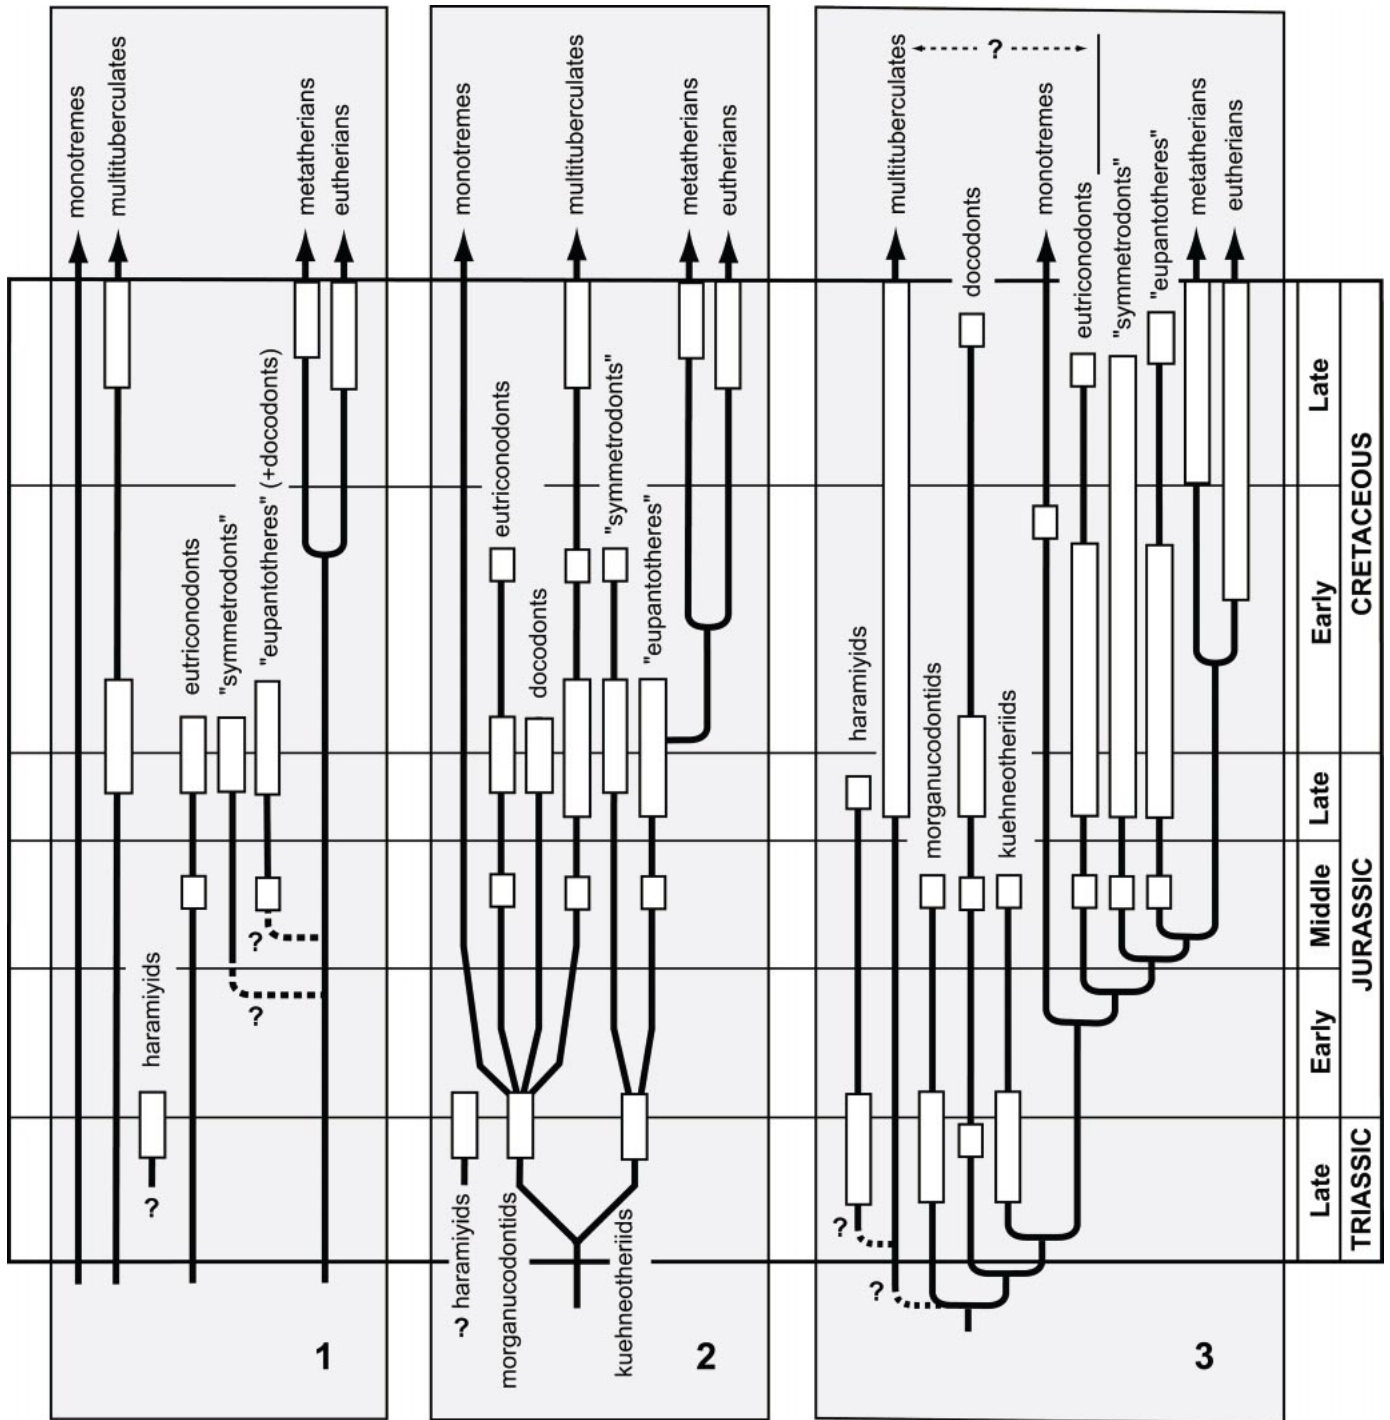 monotremes
multituberculates
haramiyids
?
eutriconodonts
"symmetrodonts"
"eupantotheres" (+docodonts)
?
?
metatherians
eutherians
1
monotremes
? haramiyids
eutriconodonts
morganucodontids
docodonts
multituberculates
"symmetrodonts"
kuehneotheriids
"eupantotheres"
metatherians
eutherians
2
haramiyids
?
?
multituberculates
?
morganucodontids
docodonts
kuehneotheriids
monotremes
eutriconodonts
"symmetrodonts"
"eupantotheres"
metatherians
eutherians
3
Late
Early
Late
Middle
Early
Late
CRETACEOUS
JURASSIC
TRIASSIC